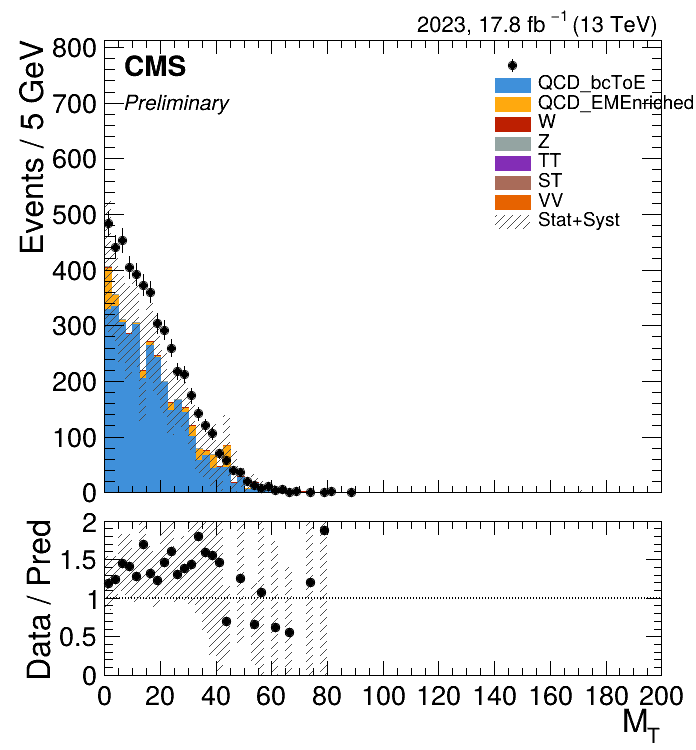 2023, 17.8 fb⁻¹ (13 TeV)
CMS
Preliminary
QCD_bcToE
QCD_EMEnriched
W
Z
TT
ST
VV
Stat+Syst
Events / 5 GeV
800
700
600
500
400
300
200
100
0
Data / Pred
2
1.5
1
0.5
0
0 20 40 60 80 100 120 140 160 180 200
M_T